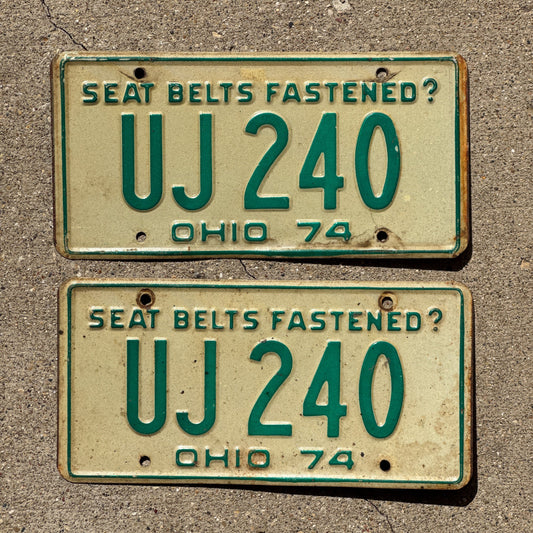 SEAT BELTS FASTENED?
UJ 240
OHIO 74
SEAT BELTS FASTENED?
UJ 240
OHIO 74